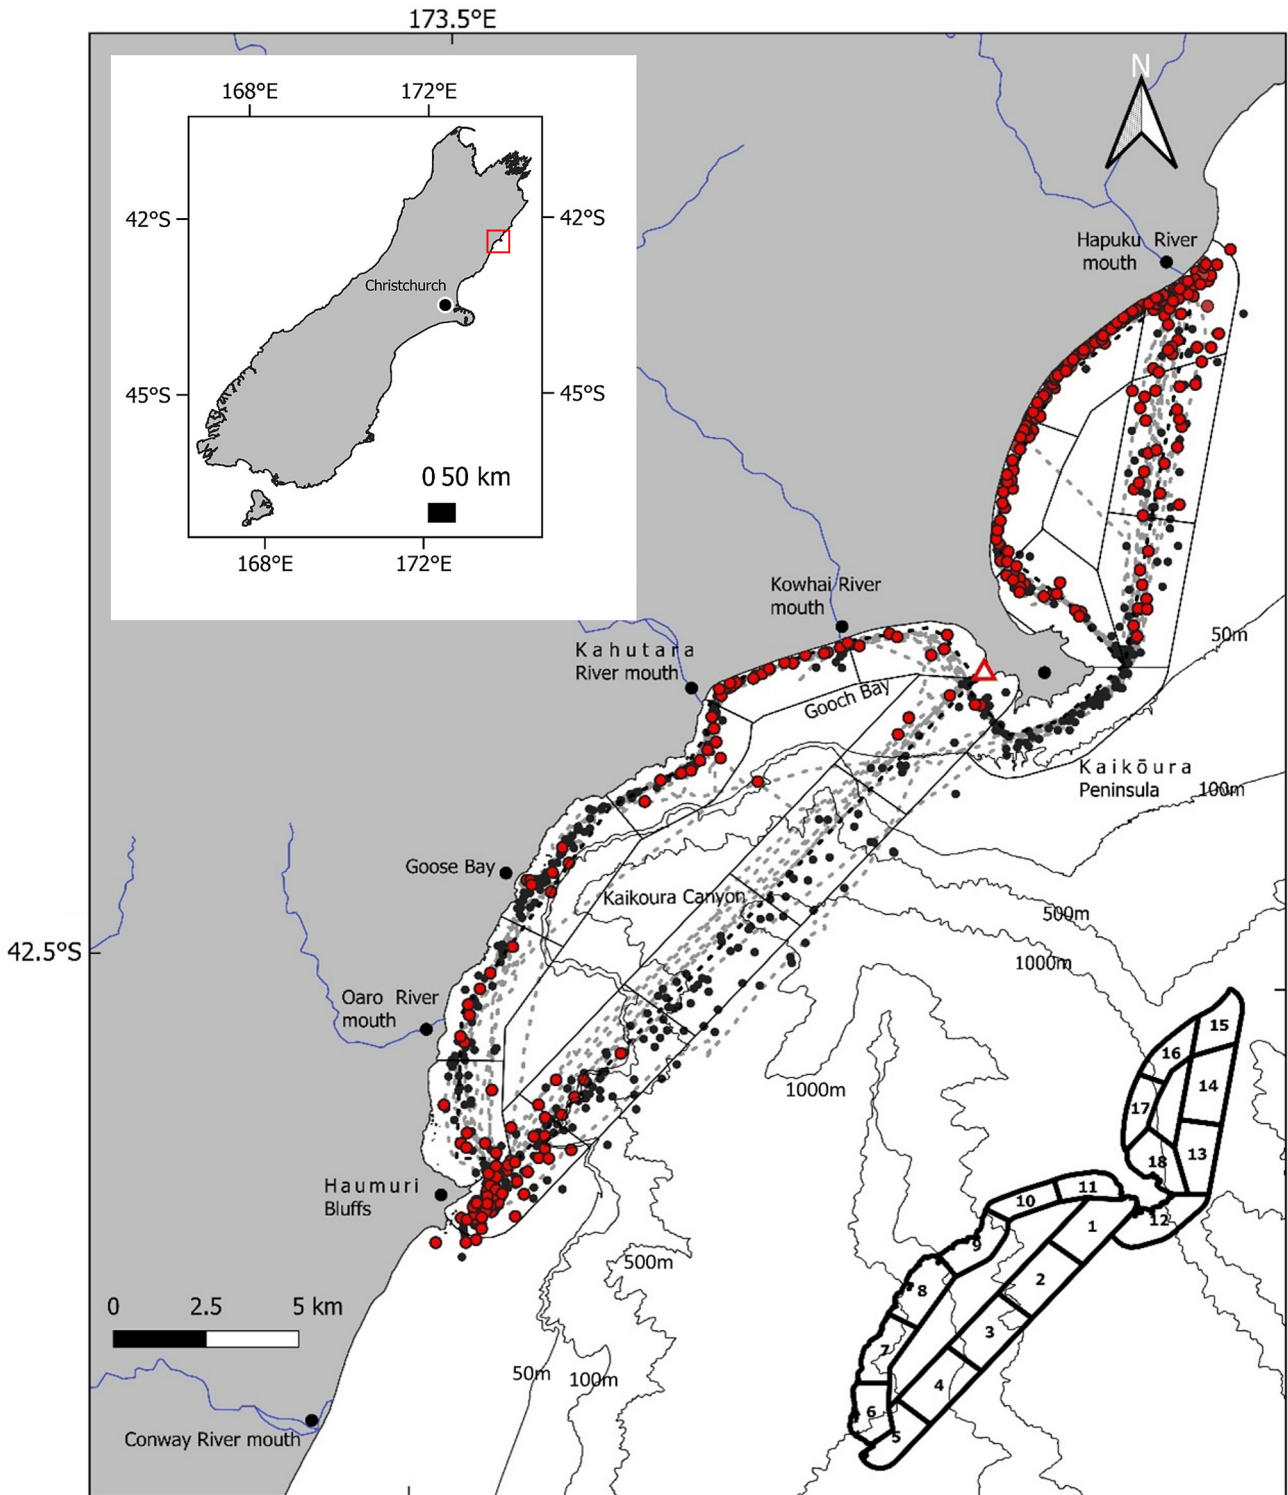 173.5°E
N
168°E 172°E
42°S 42°S
Christchurch
45°S 45°S
0 50 km
168°E 172°E
Hapuku River
mouth
Kowhai River
mouth
Kahutara
River mouth
50m
Gooch Bay
Kaikōura
Peninsula
100m
Goose Bay
Kaikoura Canyon
500m
42.5°S
1000m
Oaro River
mouth
1000m
Haumuri
Bluffs
500m
0 2.5 5 km
50m 100m
Conway River mouth
15
16
14
17
13
18
11
10
12
1
9
2
8
3
7
4
6
5